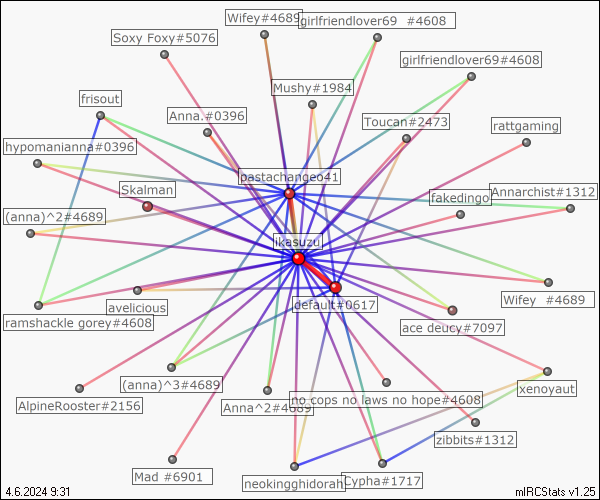 Wifey#4689
girlfriendlover69 #4608
Soxy Foxy#5076
girlfriendlover69#4608
Mushy#1984
frisout
Anna.#0396
Toucan#2473
rattgaming
hypomanianna#0396
pastachangeo41
Skalman
fakedingo
Annarchist#1312
(anna)^2#4689
ikasuzu
avelicious
default#0617
Wifey #4689
ramshackle gorey#4608
ace deucy#7097
(anna)^3#4689
no cops no laws no hope#4608
xenoyaut
AlpineRooster#2156
Anna^2#4689
zibbits#1312
Mad #6901
neokingghidorah
Cypha#1717
4.6.2024 9:31
mIRCStats v1.25